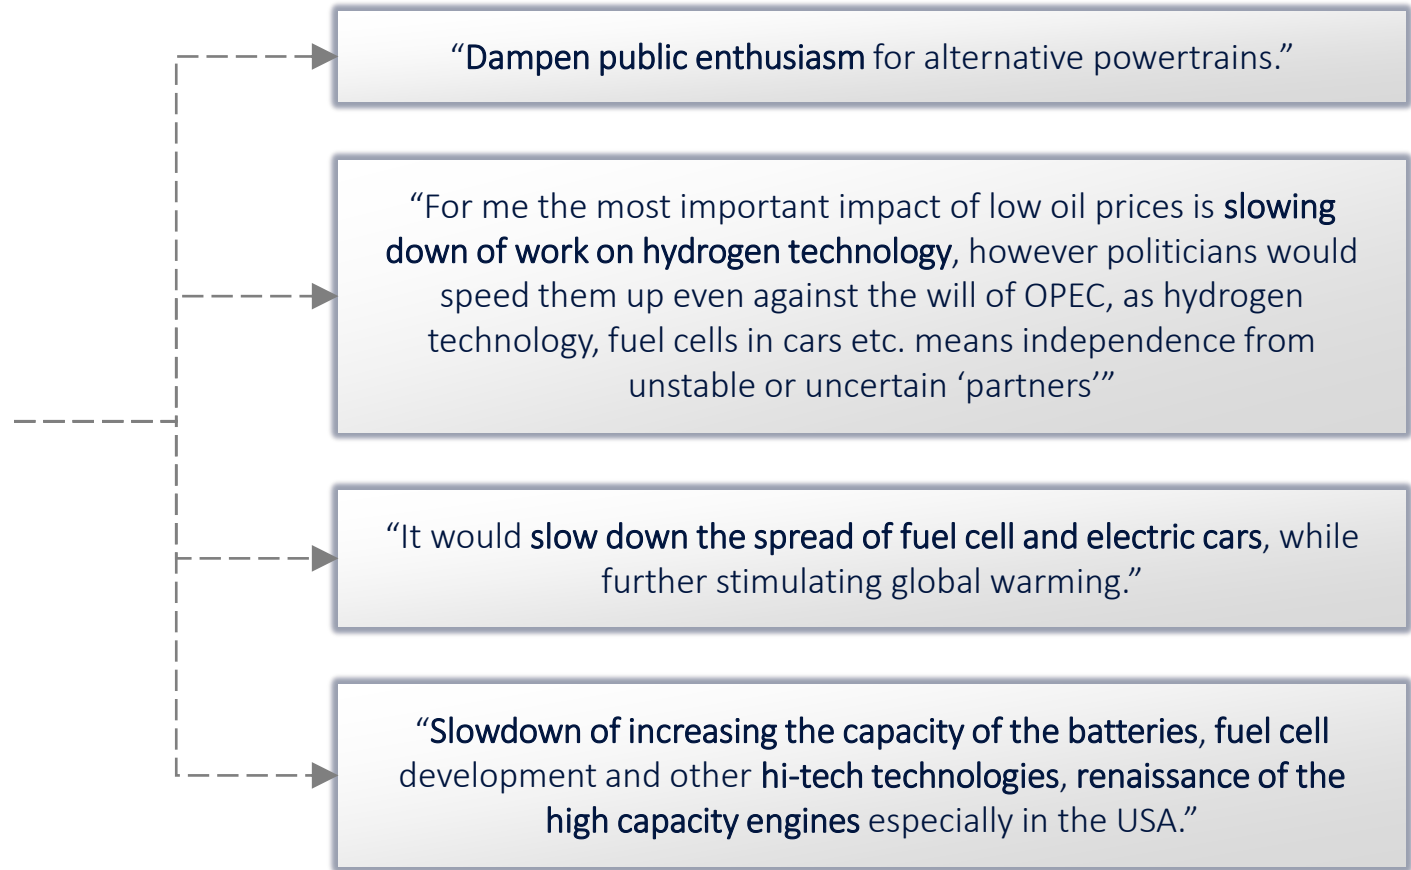 “Dampen public enthusiasm for alternative powertrains.”
“For me the most important impact of low oil prices is slowing
down of work on hydrogen technology, however politicians would
speed them up even against the will of OPEC, as hydrogen
technology, fuel cells in cars etc. means independence from
unstable or uncertain ‘partners’”
“It would slow down the spread of fuel cell and electric cars, while
further stimulating global warming.”
“Slowdown of increasing the capacity of the batteries, fuel cell
development and other hi-tech technologies, renaissance of the
high capacity engines especially in the USA.”